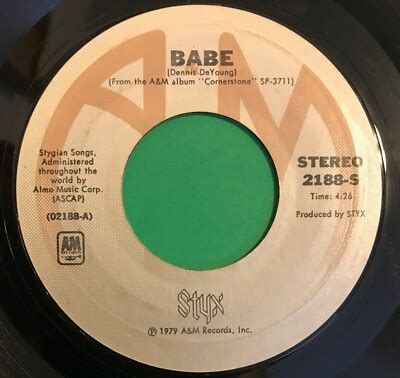 BABE
(Dennis DeYoung)
(From the A&M album "Cornerstone" SP-3711)
Stygian Songs,
Administered
throughout the
world by
Almo Music Corp.
(ASCAP)
(02188-A)
STEREO
2188-S
Time: 4:26
Produced by STYX
A&M
Styx
℗ 1979 A&M Records, Inc.